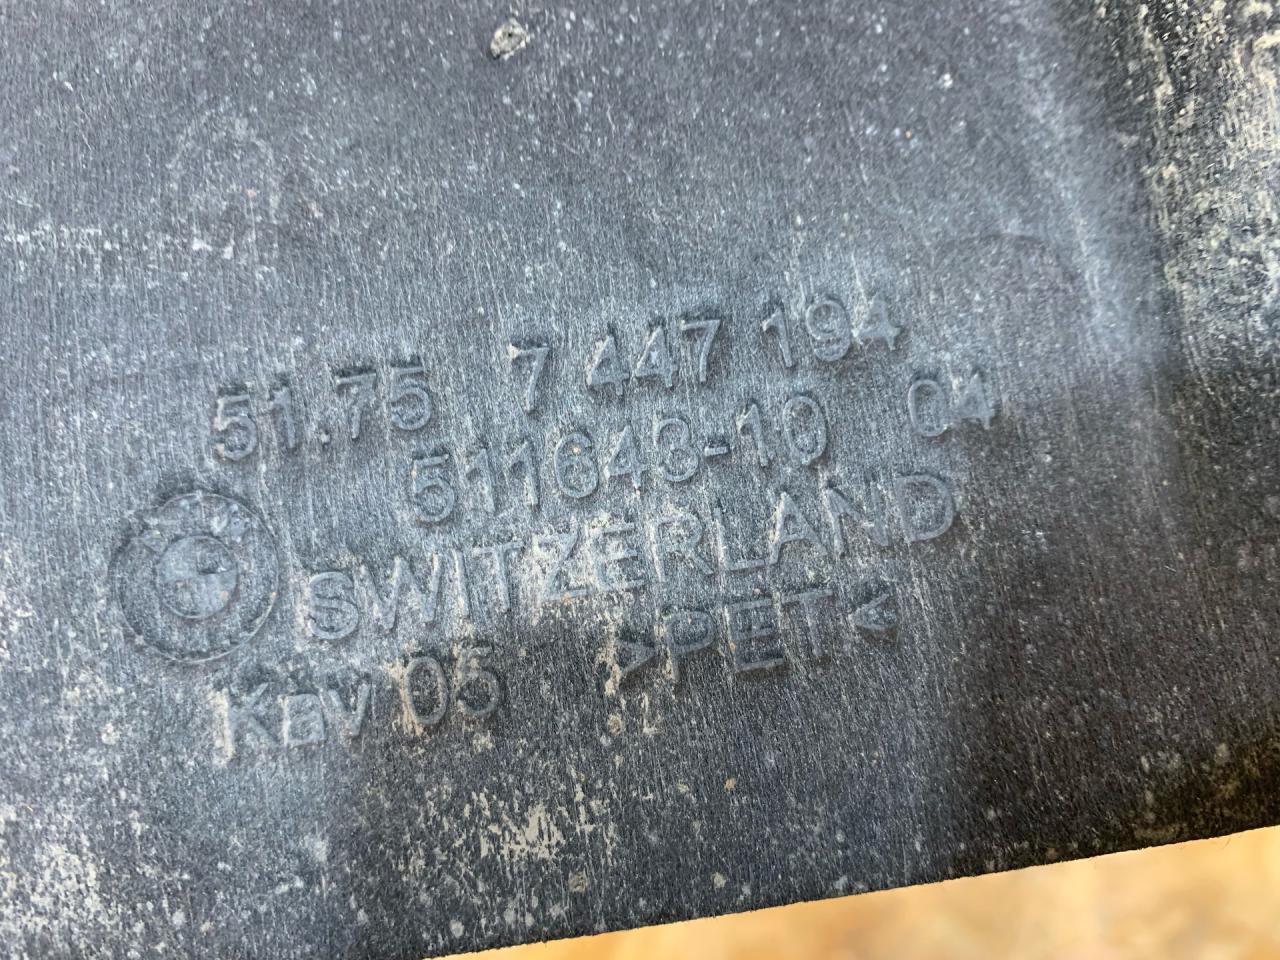 51.75 7 447 194
511643-10 04
SWITZERLAND
>PET<
Kav 05